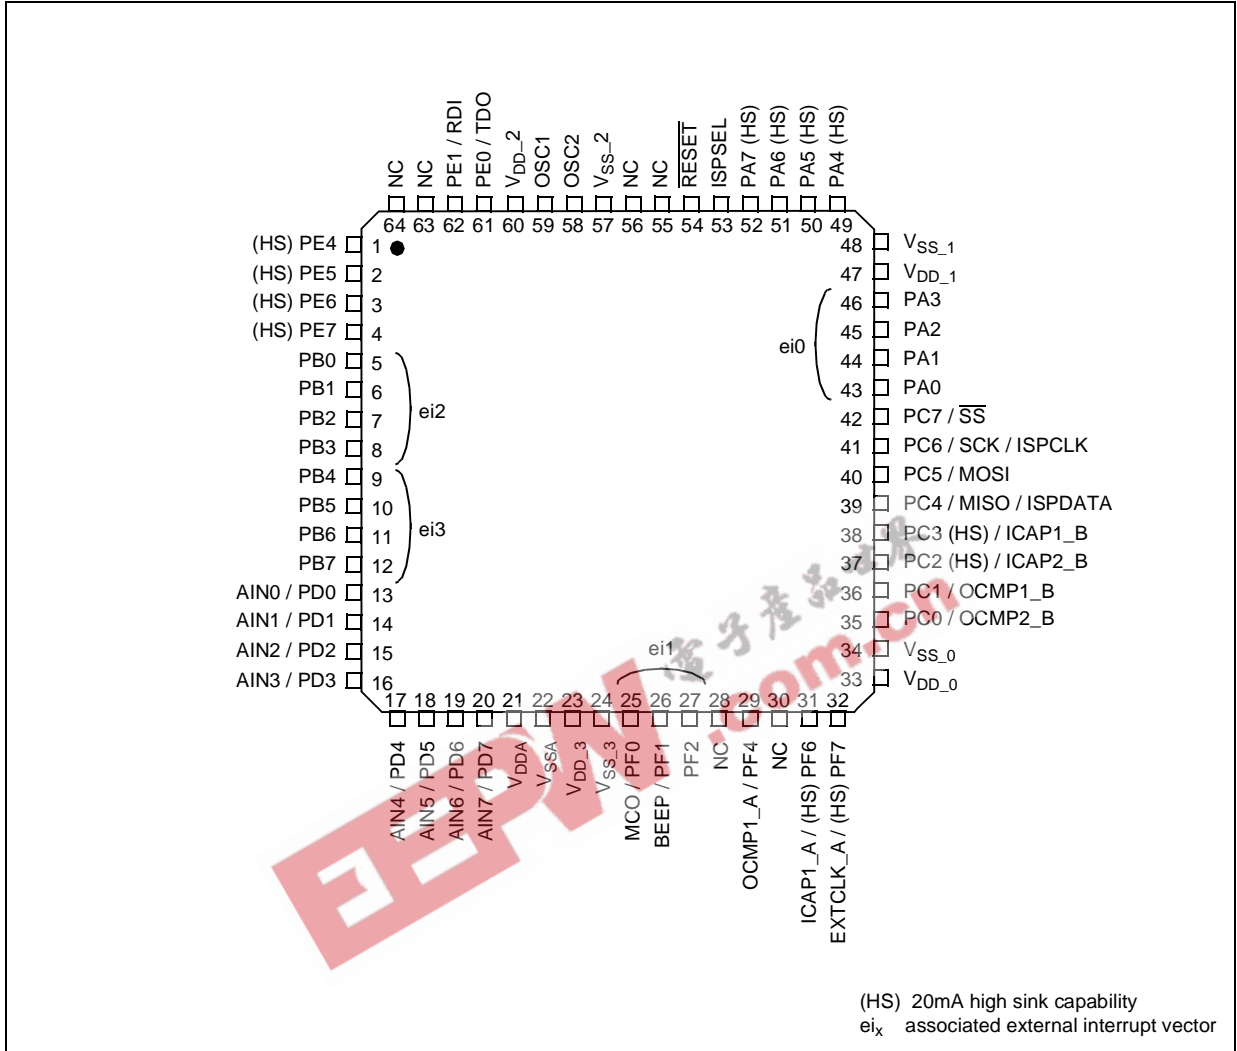 NC
NC
PE1 / RDI
PE0 / TDO
VDD_2
OSC1
OSC2
VSS_2
NC
NC
RESET
ISPSEL
PA7 (HS)
PA6 (HS)
PA5 (HS)
PA4 (HS)
64 63 62 61 60 59 58 57 56 55 54 53 52 51 50 49
(HS) PE4 1
(HS) PE5 2
(HS) PE6 3
(HS) PE7 4
PB0 5
PB1 6
PB2 7
PB3 8
ei2
PB4 9
PB5 10
PB6 11
PB7 12
ei3
AIN0 / PD0 13
AIN1 / PD1 14
AIN2 / PD2 15
AIN3 / PD3 16
48 VSS_1
47 VDD_1
46 PA3
45 PA2
44 PA1
43 PA0
ei0
42 PC7 / SS
41 PC6 / SCK / ISPCLK
40 PC5 / MOSI
39 PC4 / MISO / ISPDATA
38 PC3 (HS) / ICAP1_B
37 PC2 (HS) / ICAP2_B
36 PC1 / OCMP1_B
35 PC0 / OCMP2_B
34 VSS_0
33 VDD_0
ei1
17 18 19 20 21 22 23 24 25 26 27 28 29 30 31 32
AIN4 / PD4
AIN5 / PD5
AIN6 / PD6
AIN7 / PD7
VDDA
VSSA
VDD_3
VSS_3
MCO / PF0
BEEP / PF1
PF2
NC
OCMP1_A / PF4
NC
ICAP1_A / (HS) PF6
EXTCLK_A / (HS) PF7
EEPW
電子產品世界
.com.cn
(HS) 20mA high sink capability
eix associated external interrupt vector